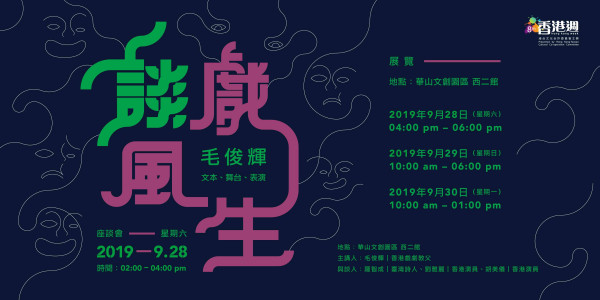 談戲
風生
毛俊輝
文本、舞台、表演
座談會 — 星期六
2019 — 9.28
時間：02:00 – 04:00 pm
香港週
展覽
地點：華山文創園區 西二館
2019年9月28日（星期六）
04:00 pm – 06:00 pm
2019年9月29日（星期日）
10:00 am – 06:00 pm
2019年9月30日（星期一）
10:00 am – 01:00 pm
地點：華山文創園區 西二館
主講人：毛俊輝｜香港戲劇教父
與談人：羅智成｜臺灣詩人、劉雅麗｜香港演員、胡美儀｜香港演員